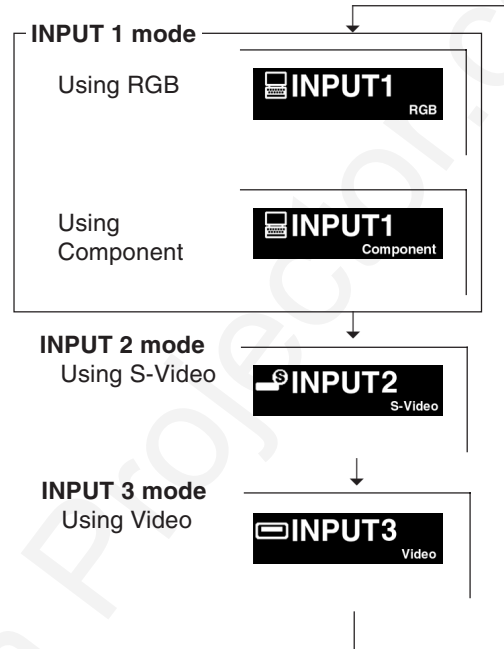 INPUT 1 mode
Using RGB
INPUT1
RGB
Using
Component
INPUT1
Component
INPUT 2 mode
Using S-Video
S
INPUT2
S-Video
INPUT 3 mode
Using Video
INPUT3
Video